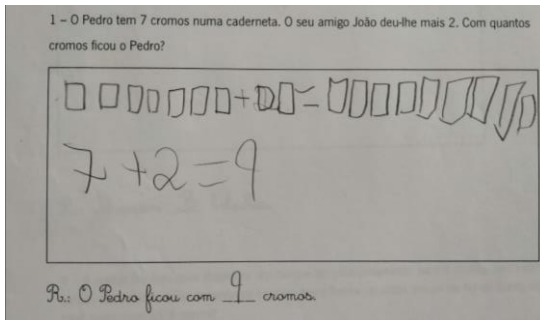 1 – O Pedro tem 7 cromos numa caderneta. O seu amigo João deu-lhe mais 2. Com quantos
cromos ficou o Pedro?
+ =
7 + 2 = 9
R.: O Pedro ficou com 9 cromos.